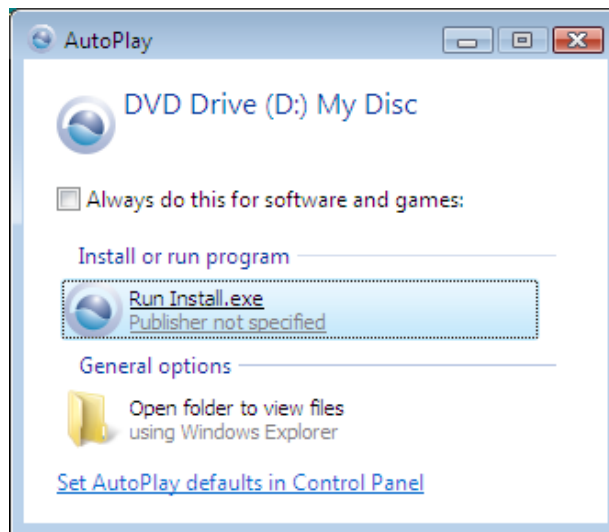 AutoPlay
DVD Drive (D:) My Disc
Always do this for software and games:
Install or run program
Run Install.exe
Publisher not specified
General options
Open folder to view files
using Windows Explorer
Set AutoPlay defaults in Control Panel